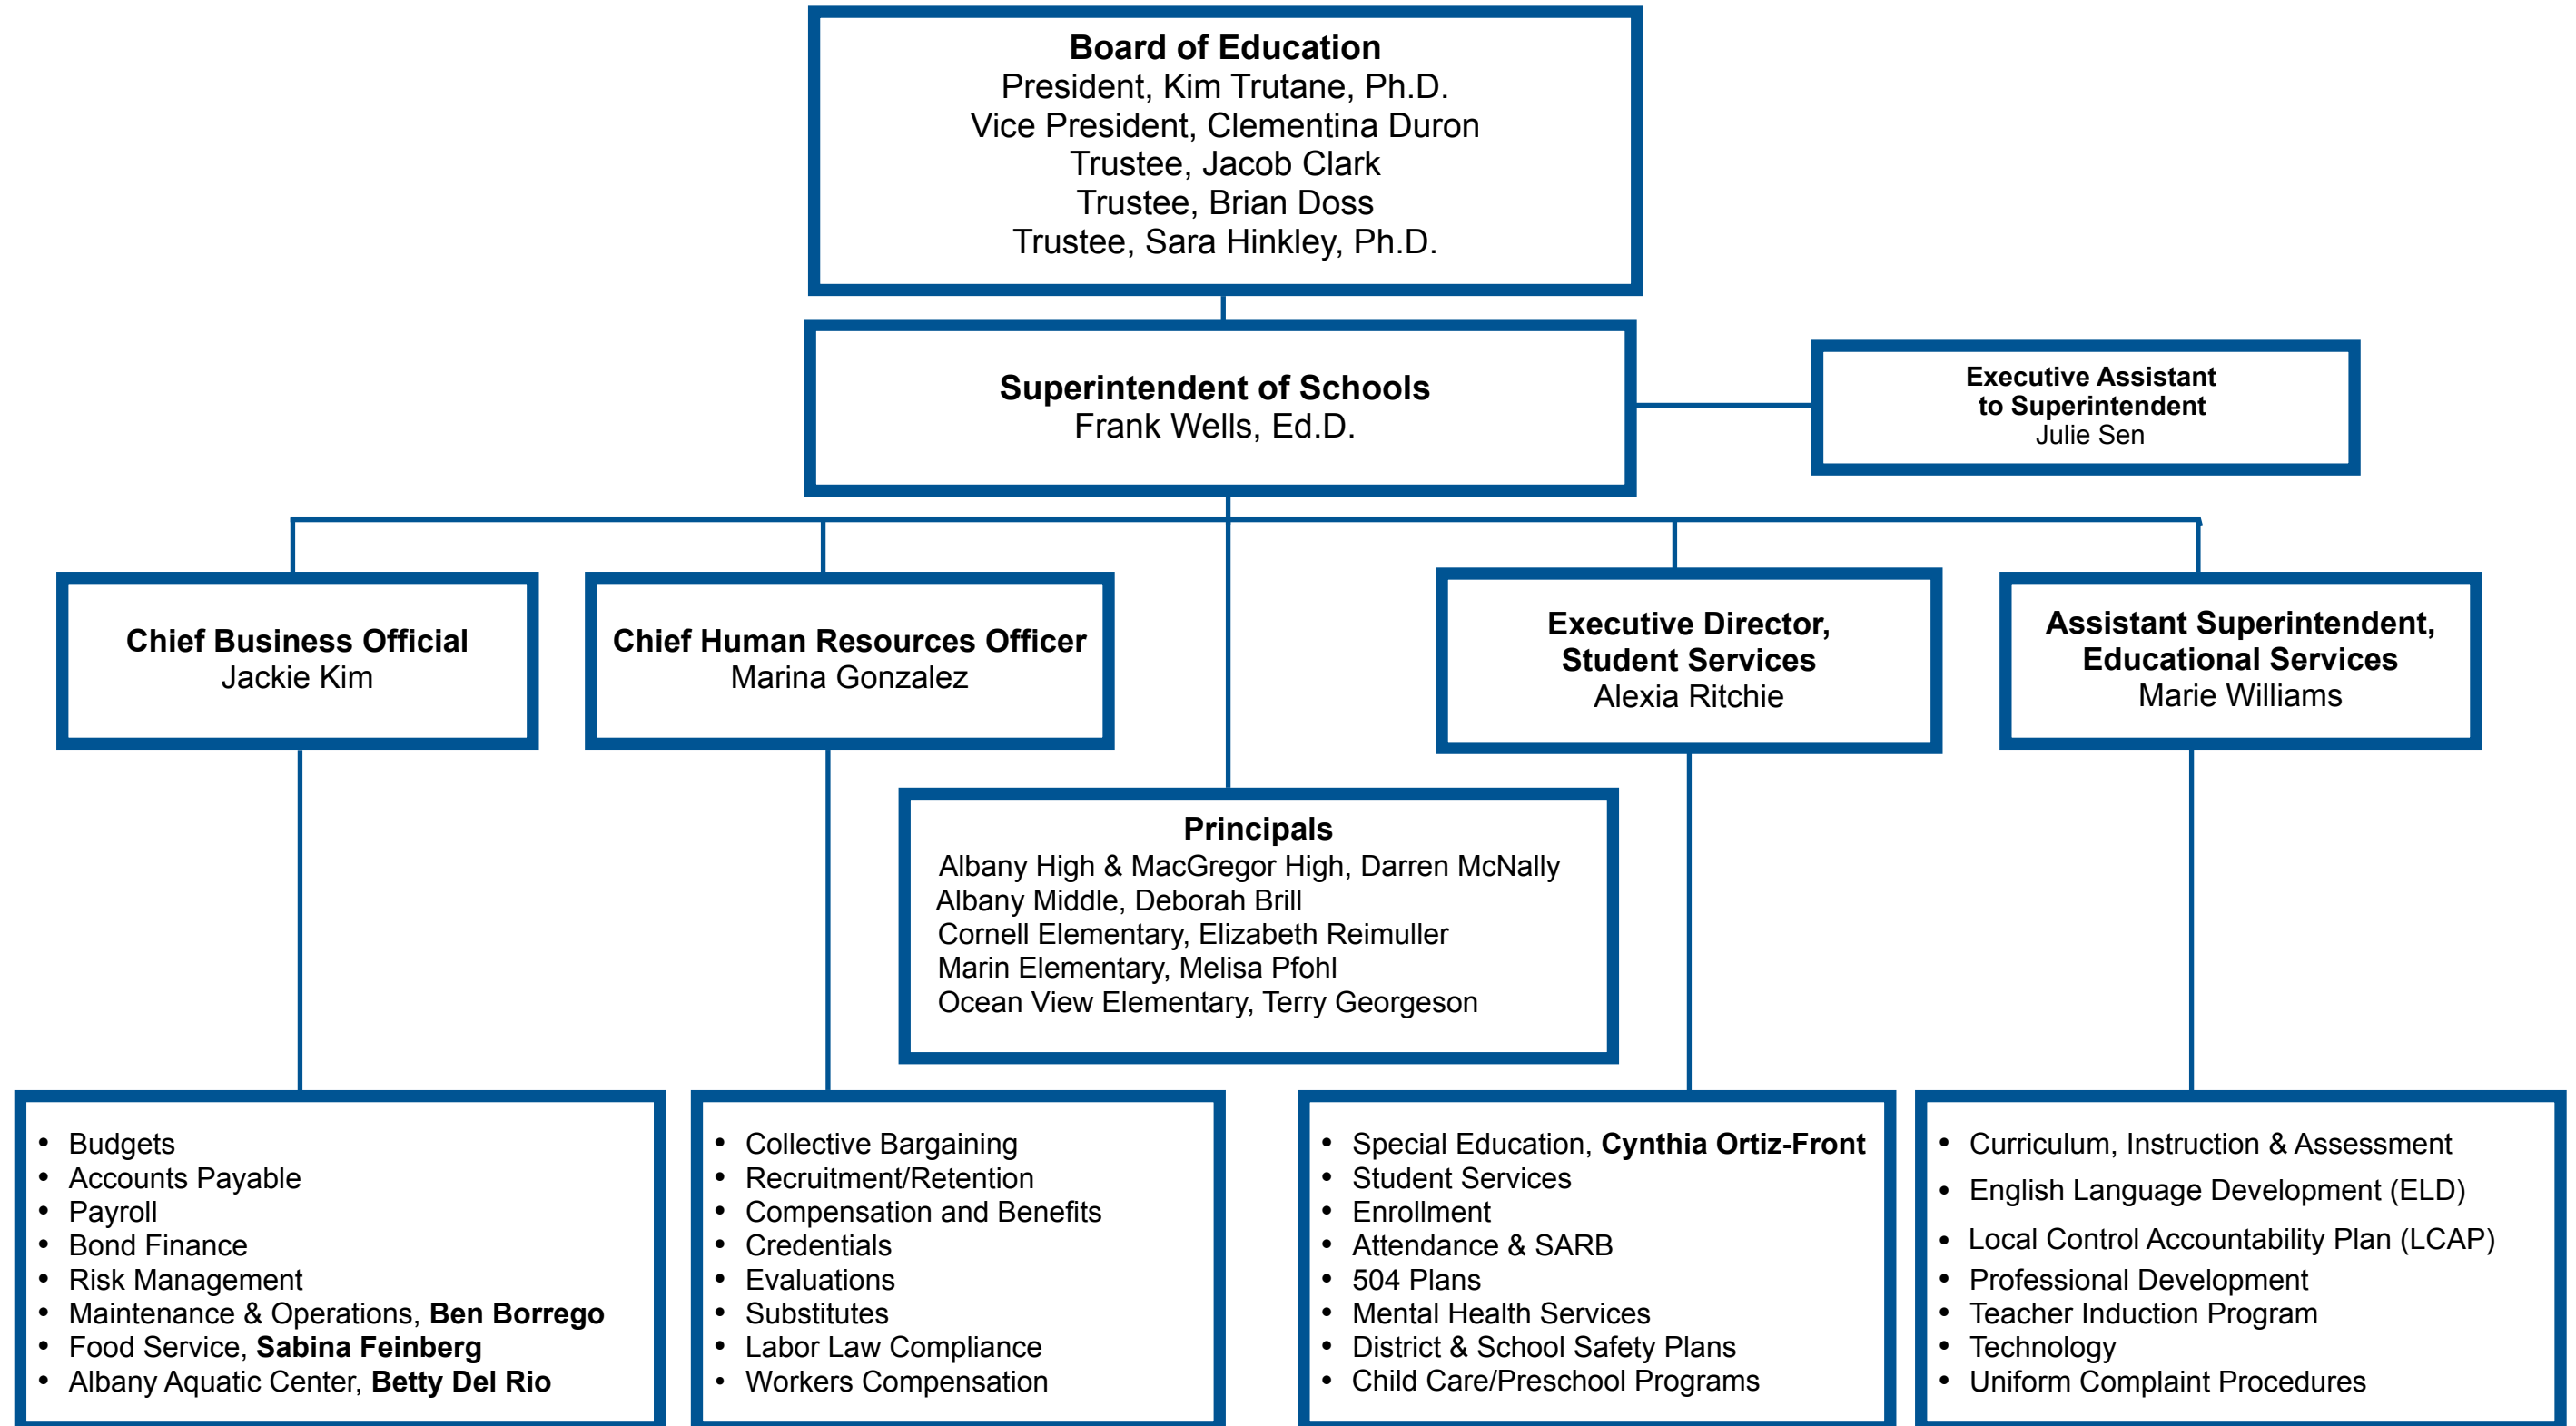 Board of Education
President, Kim Trutane, Ph.D.
Vice President, Clementina Duron
Trustee, Jacob Clark
Trustee, Brian Doss
Trustee, Sara Hinkley, Ph.D.
Superintendent of Schools
Frank Wells, Ed.D.
Executive Assistant
to Superintendent
Julie Sen
Chief Business Official
Jackie Kim
Chief Human Resources Officer
Marina Gonzalez
Executive Director,
Student Services
Alexia Ritchie
Assistant Superintendent,
Educational Services
Marie Williams
Principals
Albany High & MacGregor High, Darren McNally
Albany Middle, Deborah Brill
Cornell Elementary, Elizabeth Reimuller
Marin Elementary, Melisa Pfohl
Ocean View Elementary, Terry Georgeson
• Budgets
• Accounts Payable
• Payroll
• Bond Finance
• Risk Management
• Maintenance & Operations, Ben Borrego
• Food Service, Sabina Feinberg
• Albany Aquatic Center, Betty Del Rio
• Collective Bargaining
• Recruitment/Retention
• Compensation and Benefits
• Credentials
• Evaluations
• Substitutes
• Labor Law Compliance
• Workers Compensation
• Special Education, Cynthia Ortiz-Front
• Student Services
• Enrollment
• Attendance & SARB
• 504 Plans
• Mental Health Services
• District & School Safety Plans
• Child Care/Preschool Programs
• Curriculum, Instruction & Assessment
• English Language Development (ELD)
• Local Control Accountability Plan (LCAP)
• Professional Development
• Teacher Induction Program
• Technology
• Uniform Complaint Procedures